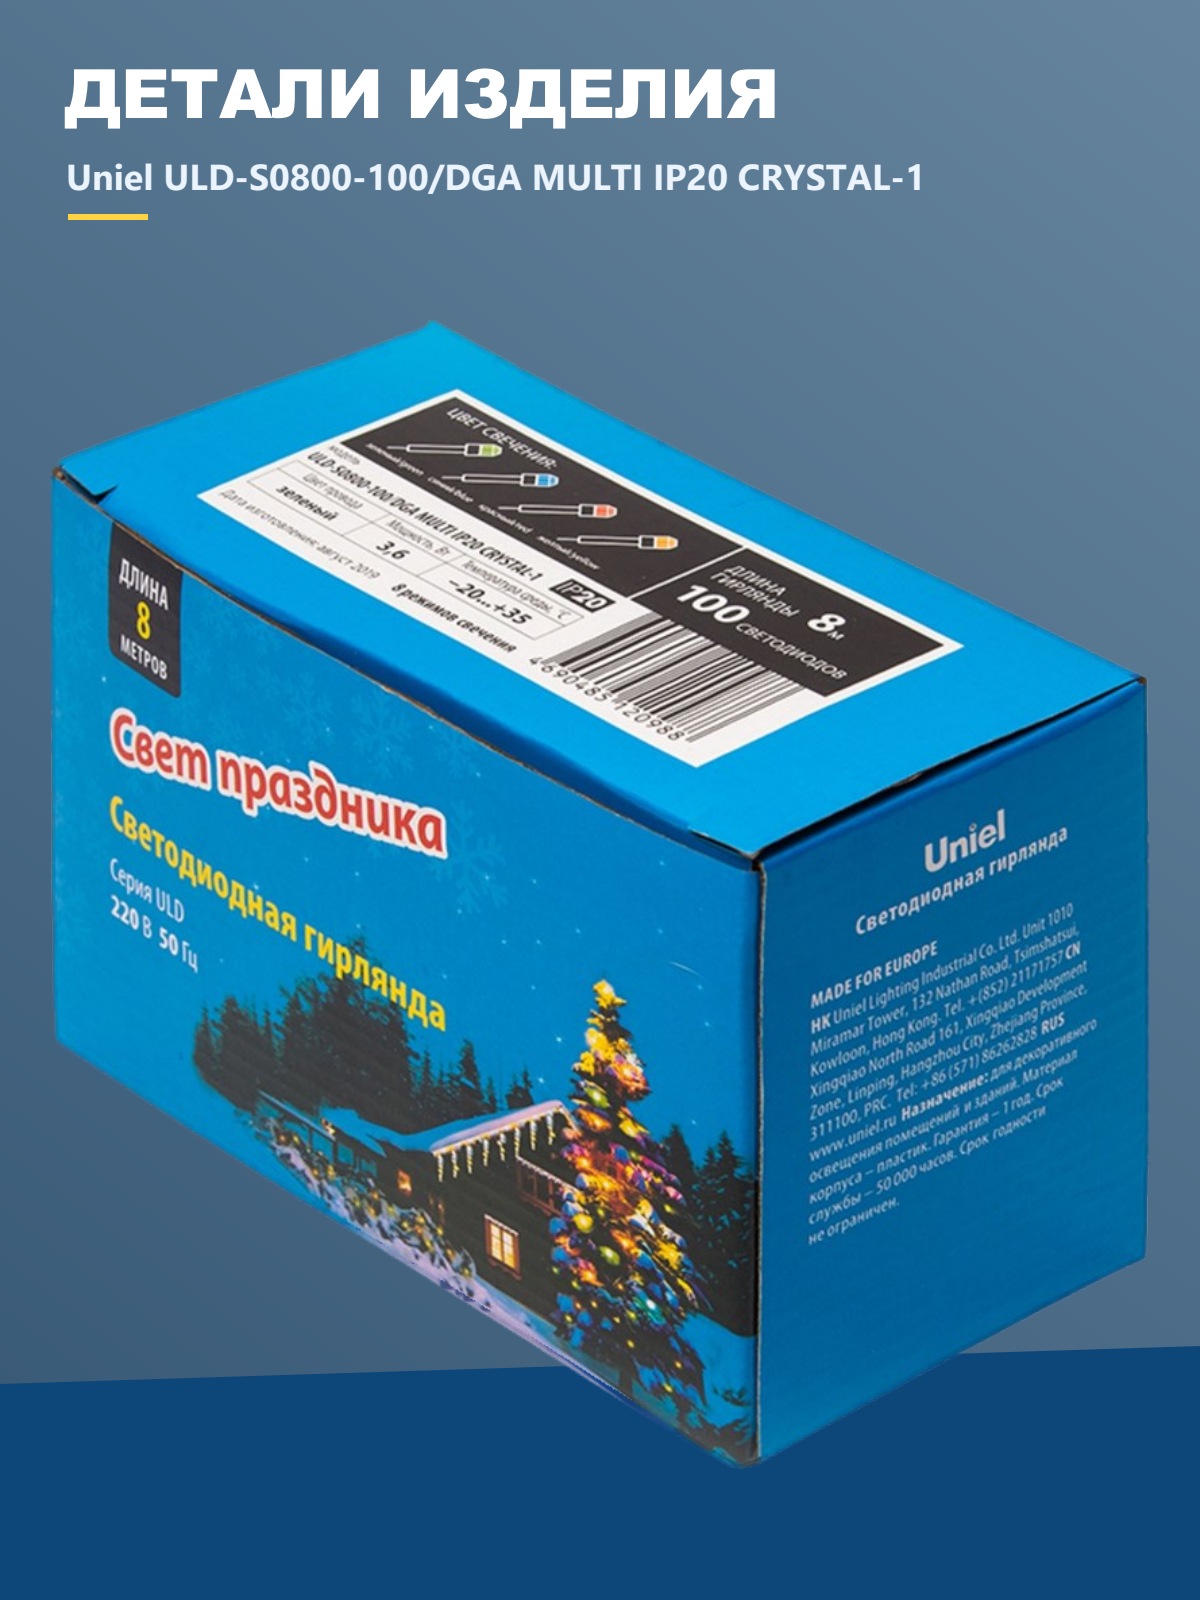 ДЕТАЛИ ИЗДЕЛИЯ
Uniel ULD-S0800-100/DGA MULTI IP20 CRYSTAL-1
ЦВЕТ СВЕЧЕНИЯ:
зеленый/green
синий/blue
красный/red
желтый/yellow
ДЛИНА
ГИРЛЯНДЫ 8м
100 СВЕТОДИОДОВ
модель
ULD-S0800-100/DGA MULTI IP20 CRYSTAL-1
IP20
Цвет провода
Мощность, Вт
Температура среды, °С
зеленый
3,6
–20...+35
Дата изготовления: август 2019
8 режимов свечения
4 690485 120988
ДЛИНА
8
МЕТРОВ
Свет праздника
Светодиодная гирлянда
Серия ULD
220 В 50 Гц
Uniel
Светодиодная гирлянда
MADE FOR EUROPE
HK Uniel Lighting Industrial Co. Ltd. Unit 1010
Miramar Tower, 132 Nathan Road, Tsimshatsui,
Kowloon, Hong Kong. Tel. +(852) 21171757 CN
Xingqiao North Road 161, Xingqiao Development
Zone, Linping, Hangzhou City, Zhejiang Province,
311100, PRC. Tel: +86 (571) 86262828 RUS
www.uniel.ru Назначение: для декоративного
освещения помещений и зданий. Материал
корпуса – пластик. Гарантия – 1 год. Срок
службы – 50 000 часов. Срок годности
не ограничен.